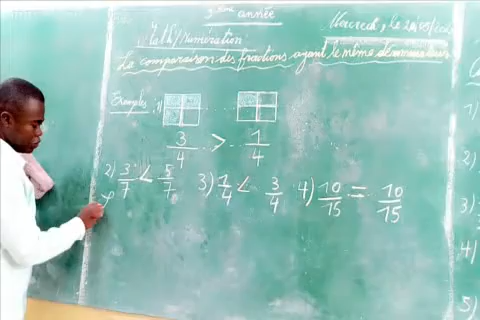 année
Mercredi, le
Math/Numération
La comparaison des fractions ayant le même dénominateur
Exemples : 1)
3/4 > 1/4
2) 3/7 < 5/7 3) 1/4 < 3/4 4) 10/15 = 10/15
1)
2)
3)
4)
5)